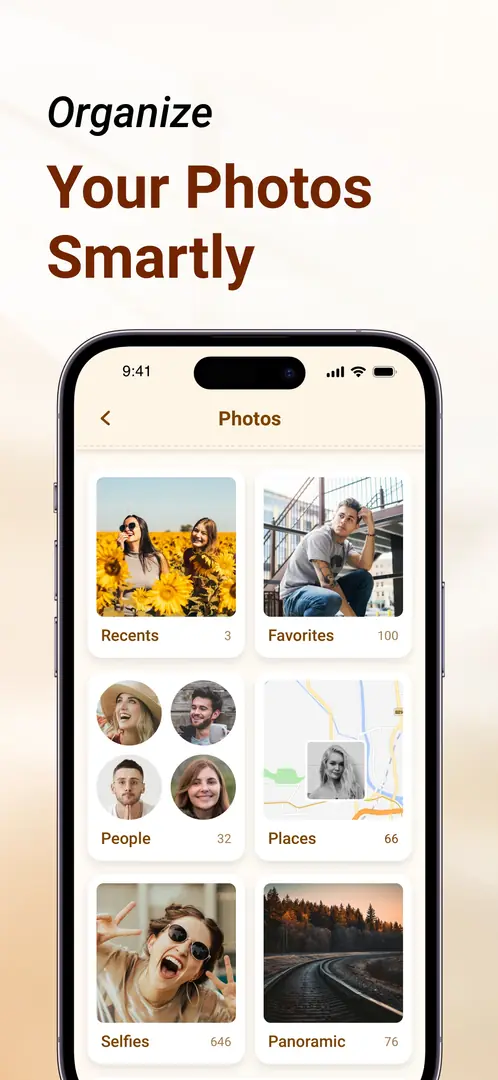 Organize
Your Photos
Smartly
9:41
Photos
Recents 3
Favorites 100
People 32
Places 66
Selfies 646
Panoramic 76